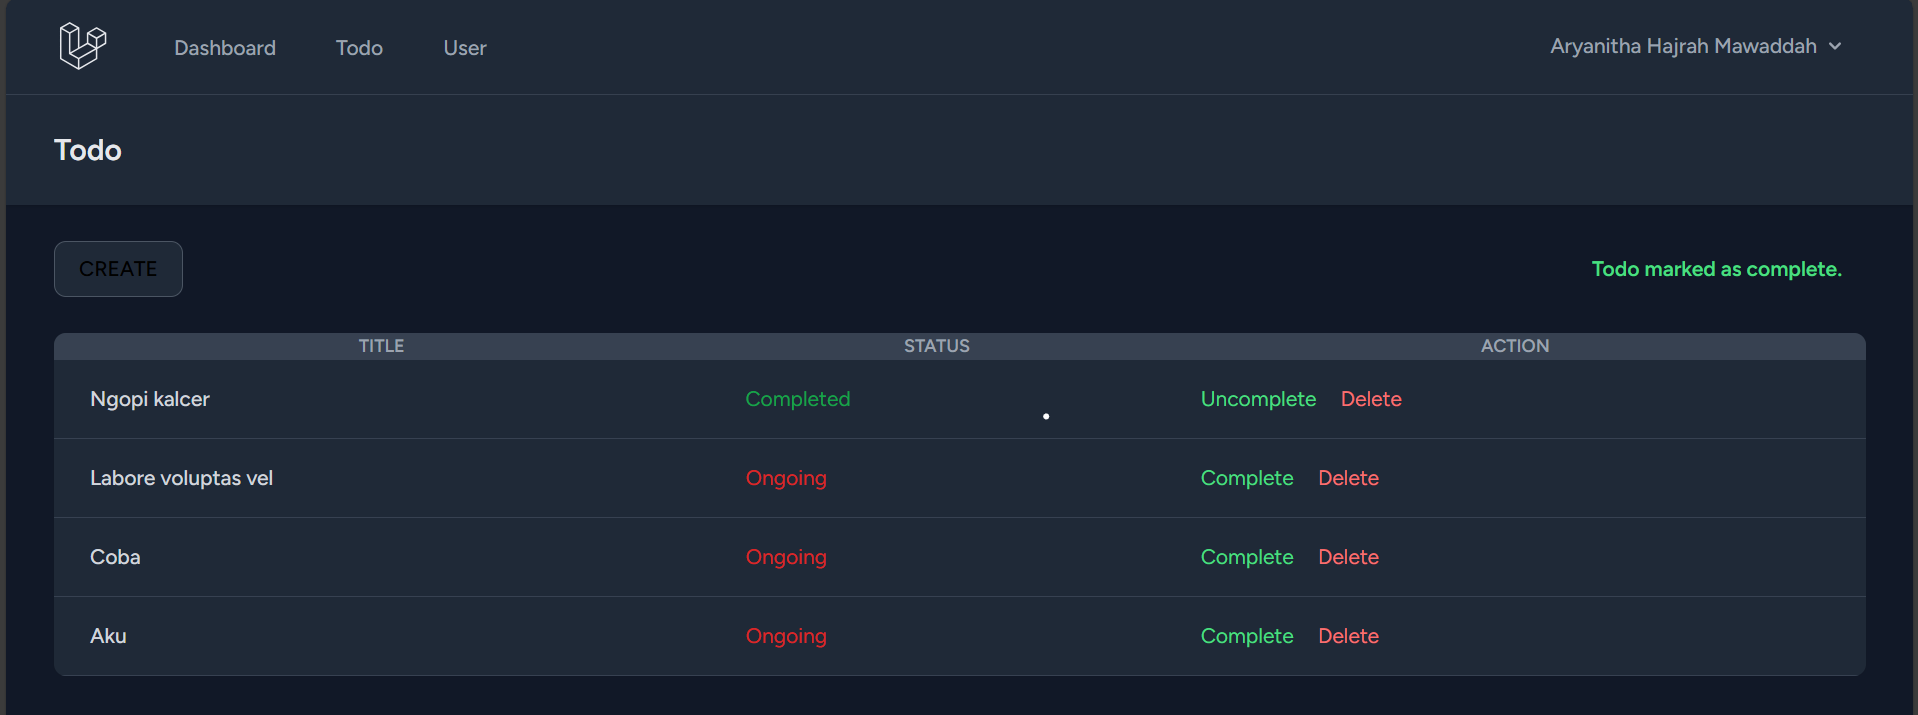 Dashboard Todo User Aryanitha Hajrah Mawaddah
Todo
CREATE Todo marked as complete.
TITLE STATUS ACTION
Ngopi kalcer Completed Uncomplete Delete
Labore voluptas vel Ongoing Complete Delete
Coba Ongoing Complete Delete
Aku Ongoing Complete Delete